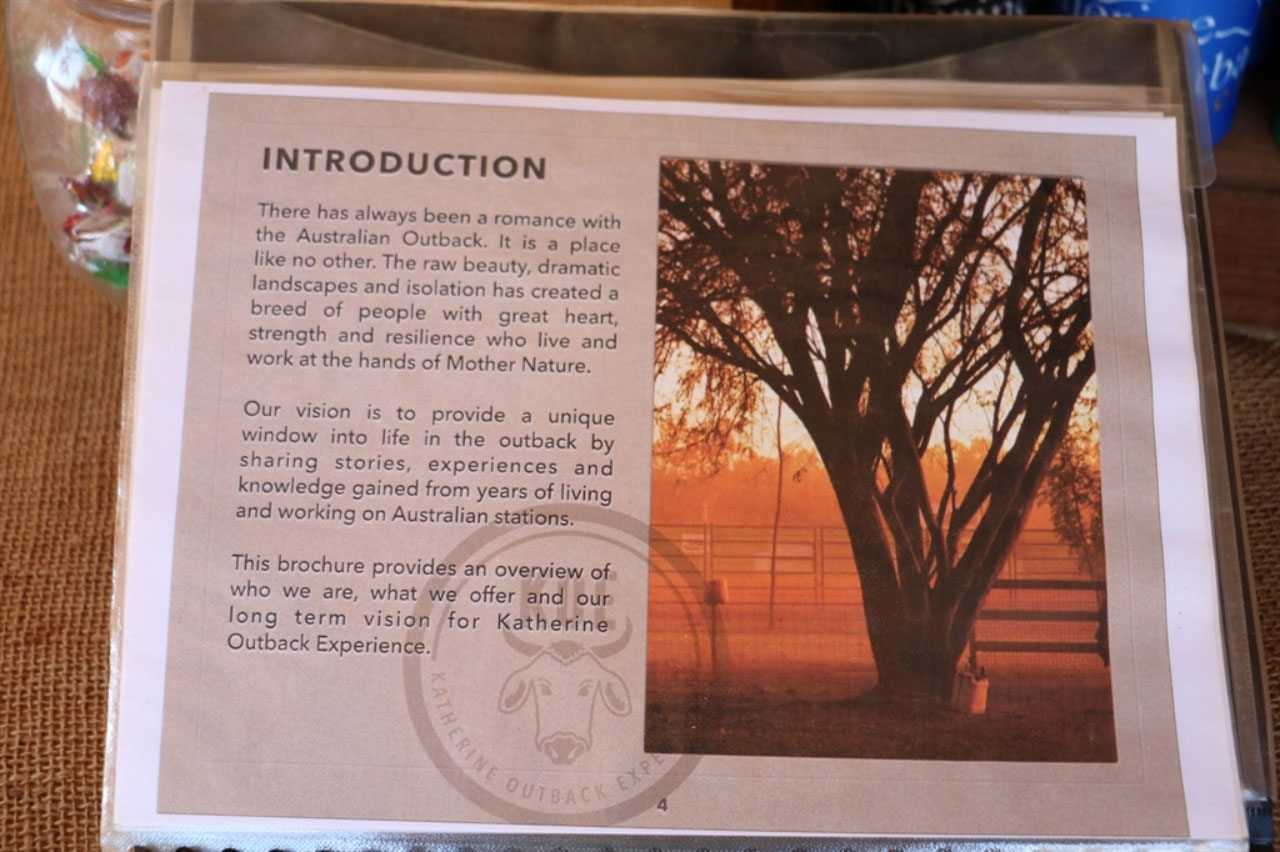 INTRODUCTION
There has always been a romance with
the Australian Outback. It is a place
like no other. The raw beauty, dramatic
landscapes and isolation has created a
breed of people with great heart,
strength and resilience who live and
work at the hands of Mother Nature.
Our vision is to provide a unique
window into life in the outback by
sharing stories, experiences and
knowledge gained from years of living
and working on Australian stations.
This brochure provides an overview of
who we are, what we offer and our
long term vision for Katherine
Outback Experience.
KOE
KATHERINE OUTBACK EXPE
4